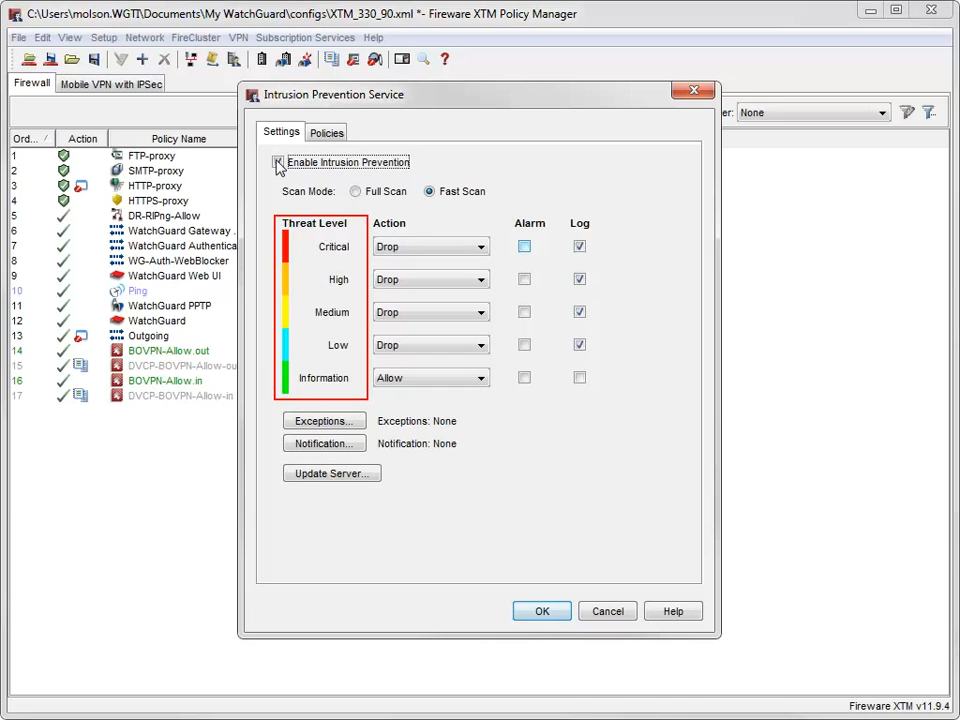 C:\Users\molson.WGTI\Documents\My WatchGuard\configs\XTM_330_90.xml *- Fireware XTM Policy Manager
File Edit View Setup Network FireCluster VPN Subscription Services Help
Firewall Mobile VPN with IPSec
er: None
Ord... / Action Policy Name
1 FTP-proxy
2 SMTP-proxy
3 HTTP-proxy
4 HTTPS-proxy
5 DR-RIPng-Allow
6 WatchGuard Gateway
7 WatchGuard Authentica
8 WG-Auth-WebBlocker
9 WatchGuard Web UI
10 Ping
11 WatchGuard PPTP
12 WatchGuard
13 Outgoing
14 BOVPN-Allow.out
15 DVCP-BOVPN-Allow-ou
16 BOVPN-Allow.in
17 DVCP-BOVPN-Allow-in
Intrusion Prevention Service
Settings Policies
Enable Intrusion Prevention
Scan Mode: Full Scan Fast Scan
Threat Level Action Alarm Log
Critical Drop
High Drop
Medium Drop
Low Drop
Information Allow
Exceptions... Exceptions: None
Notification... Notification: None
Update Server...
OK Cancel Help
Fireware XTM v11.9.4